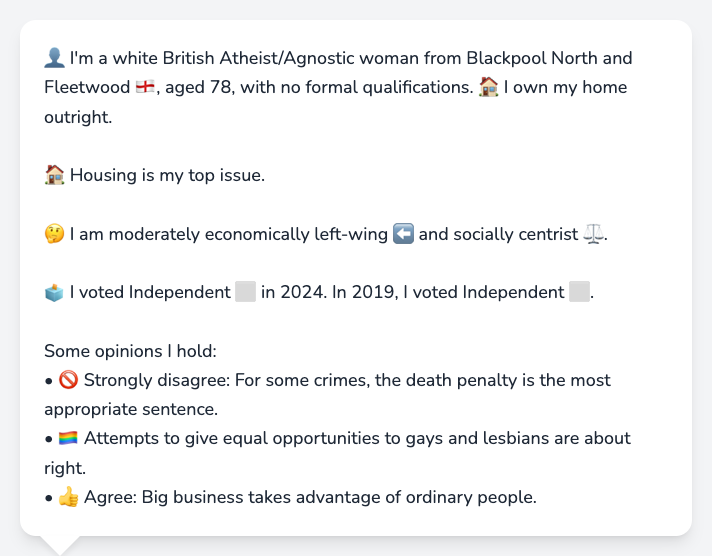 👤 I'm a white British Atheist/Agnostic woman from Blackpool North and
Fleetwood 🏴󠁧󠁢󠁥󠁮󠁧󠁿, aged 78, with no formal qualifications. 🏠 I own my home
outright.
🏠 Housing is my top issue.
🤔 I am moderately economically left-wing ⬅️ and socially centrist ⚖️.
🗳️ I voted Independent ⬜ in 2024. In 2019, I voted Independent ⬜.
Some opinions I hold:
• 🚫 Strongly disagree: For some crimes, the death penalty is the most
appropriate sentence.
• 🏳️‍🌈 Attempts to give equal opportunities to gays and lesbians are about
right.
• 👍 Agree: Big business takes advantage of ordinary people.